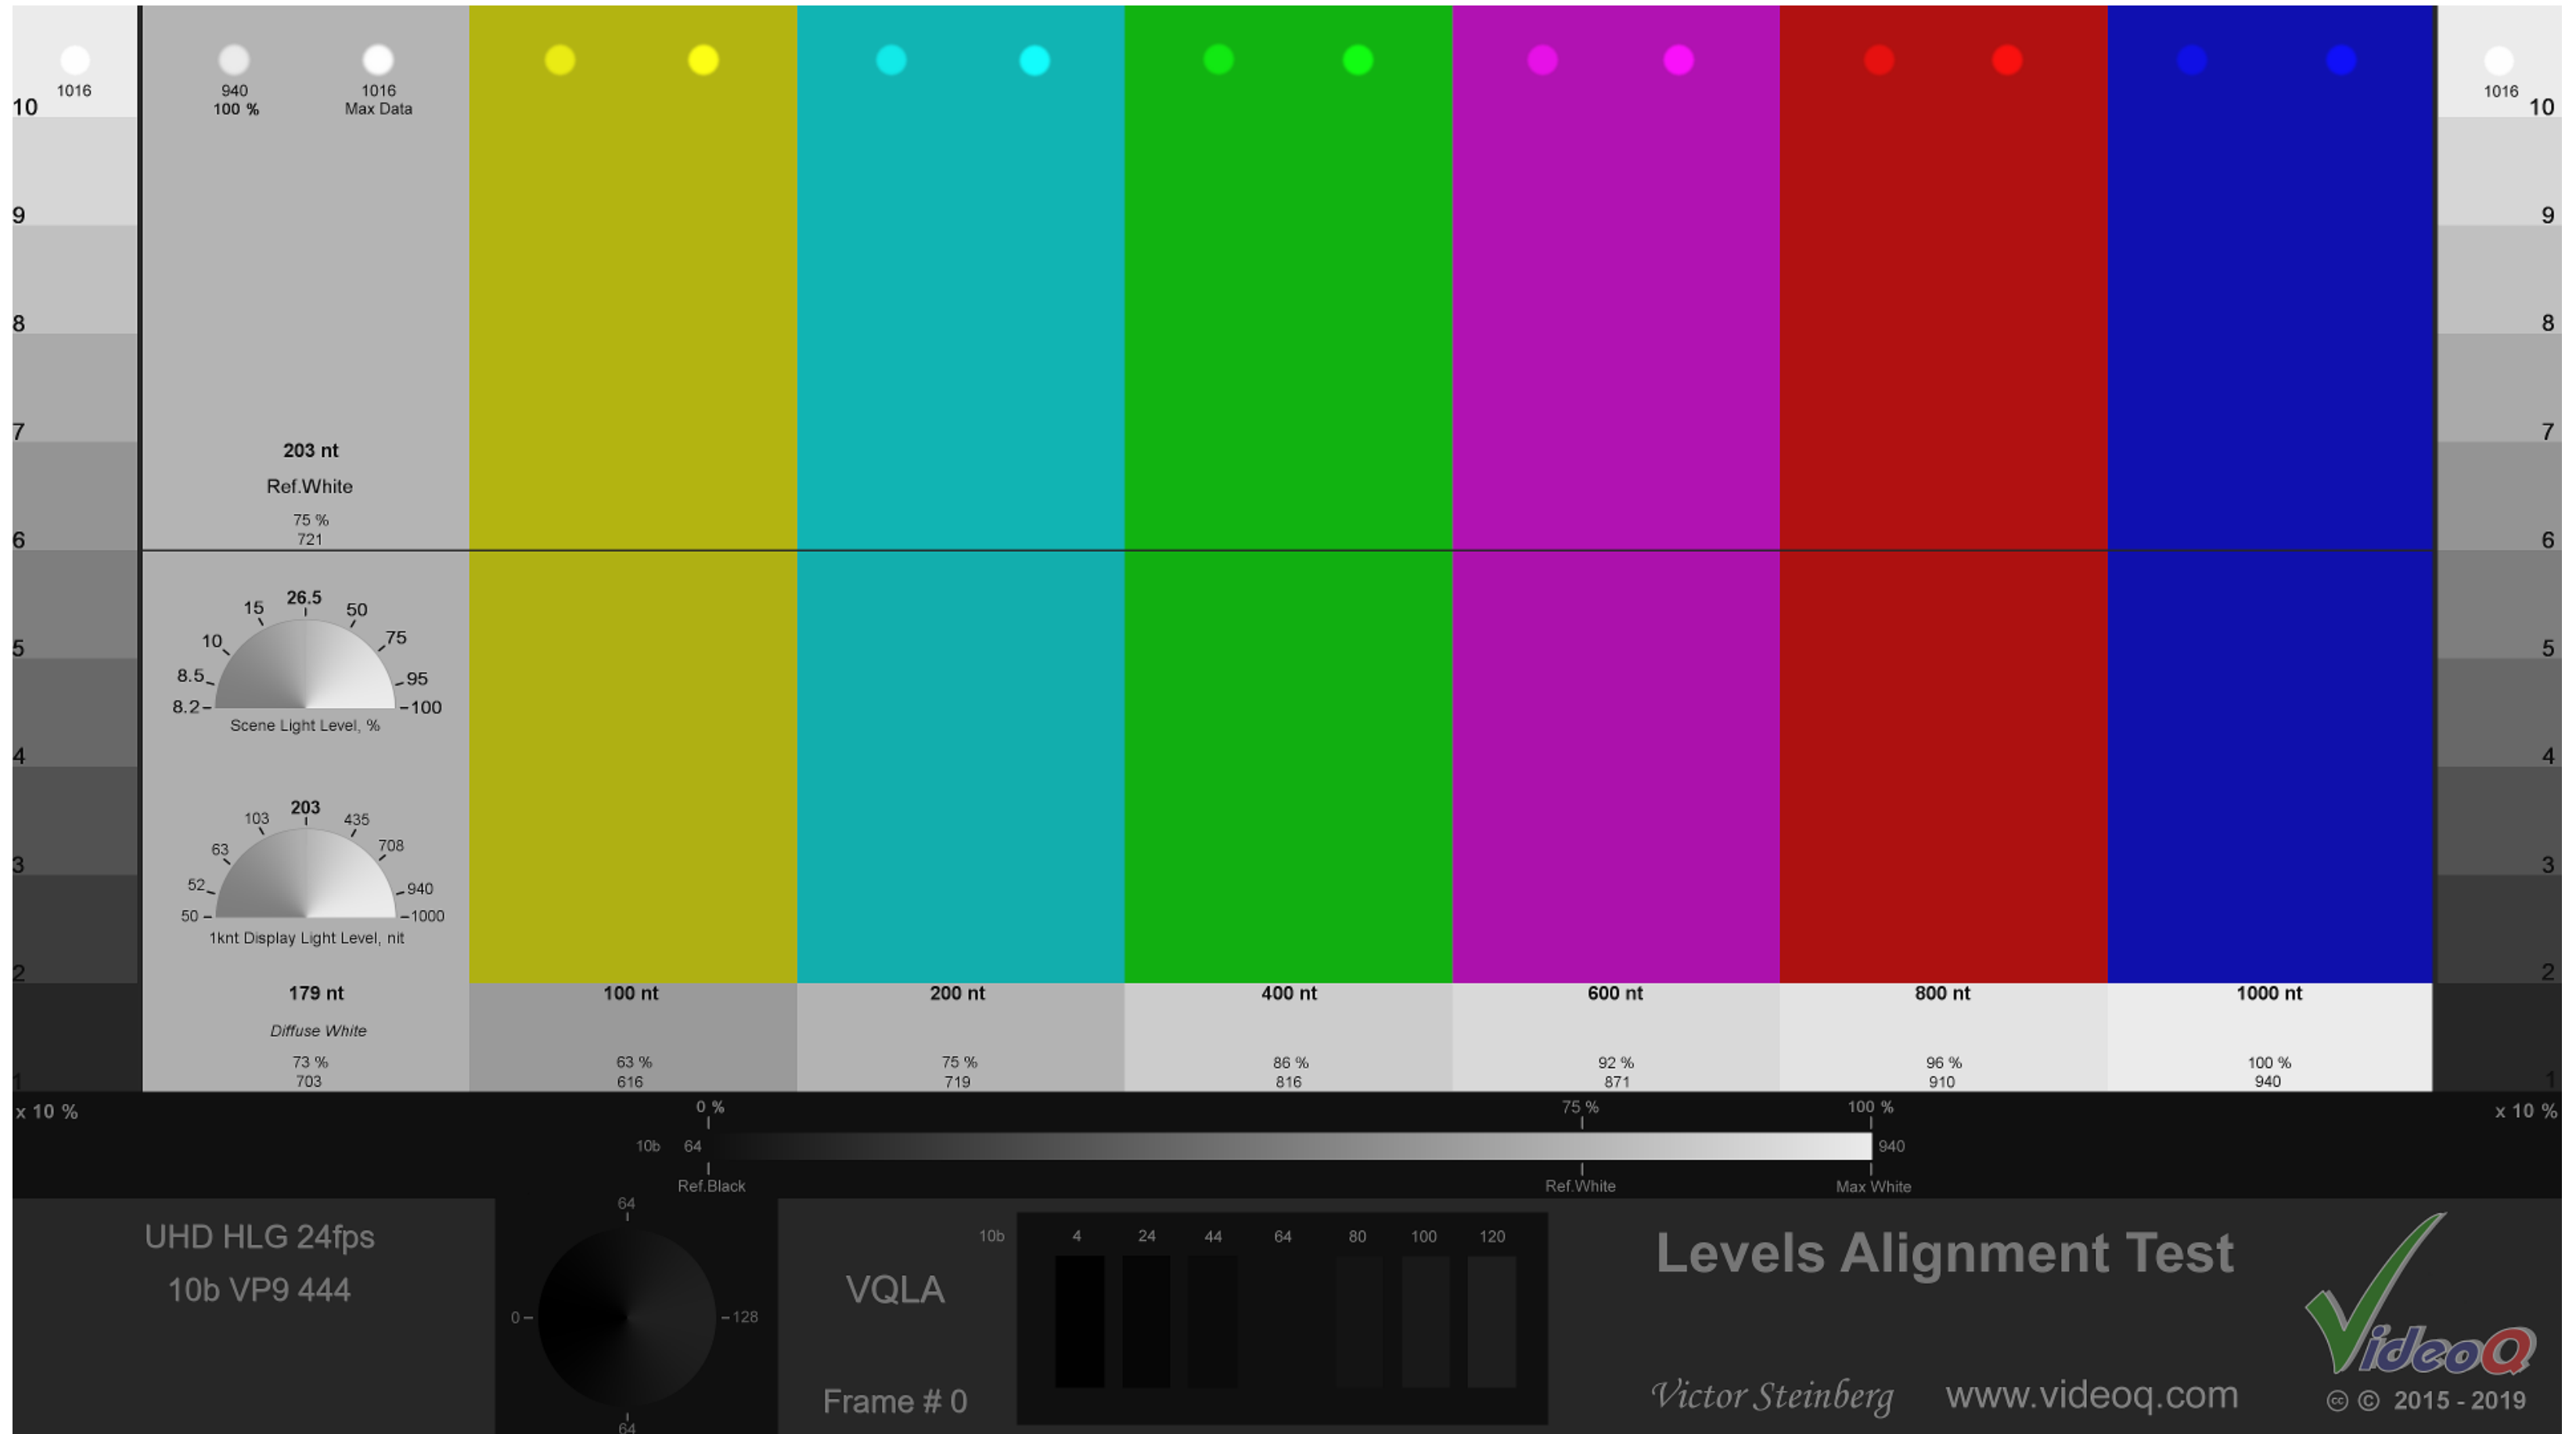 1016
940
100 %
1016
Max Data
1016
10
10
9
9
8
8
7
7
203 nt
Ref.White
75 %
721
6
6
26.5
15
50
10
75
8.5
95
8.2
100
Scene Light Level, %
5
5
4
4
203
103
435
63
708
52
940
50
1000
1knt Display Light Level, nit
3
3
2
2
179 nt
100 nt
200 nt
400 nt
600 nt
800 nt
1000 nt
Diffuse White
73 %
63 %
75 %
86 %
92 %
96 %
100 %
703
616
719
816
871
910
940
1
1
x 10 %
0 %
75 %
100 %
x 10 %
10b
64
940
Ref.Black
Ref.White
Max White
UHD HLG 24fps
10b VP9 444
64
0
128
64
VQLA
Frame # 0
10b
4
24
44
64
80
100
120
Levels Alignment Test
Victor Steinberg
www.videoq.com
VideoQ
cc © 2015 - 2019